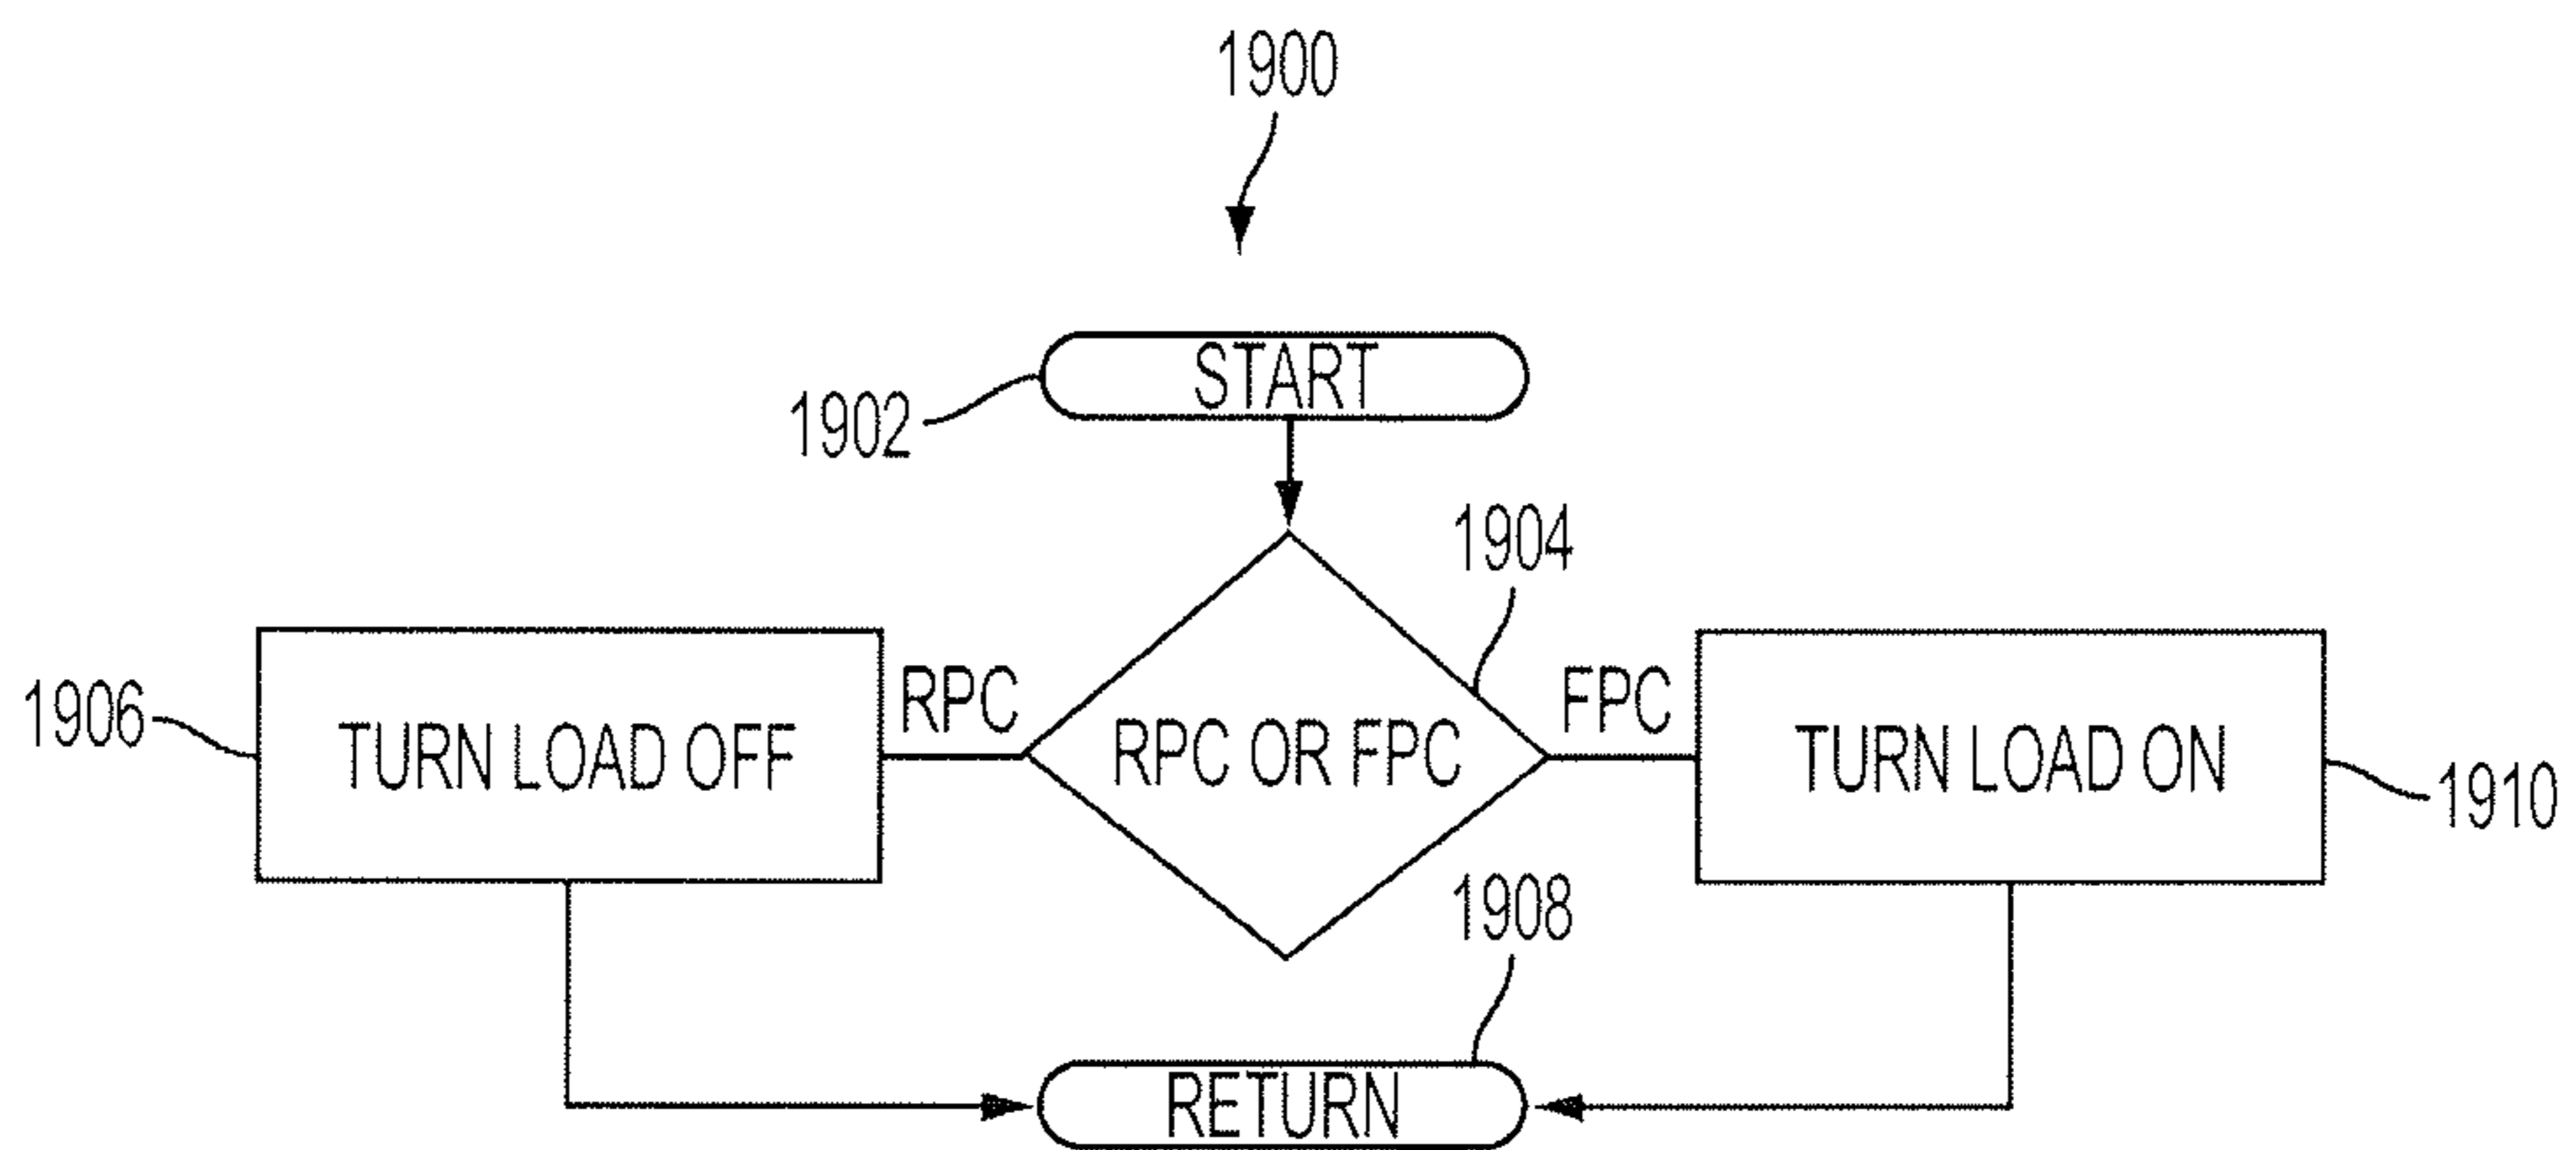 1900
START
1902
1904
RPC
FPC
1906
TURN LOAD OFF
RPC OR FPC
TURN LOAD ON
1910
1908
RETURN